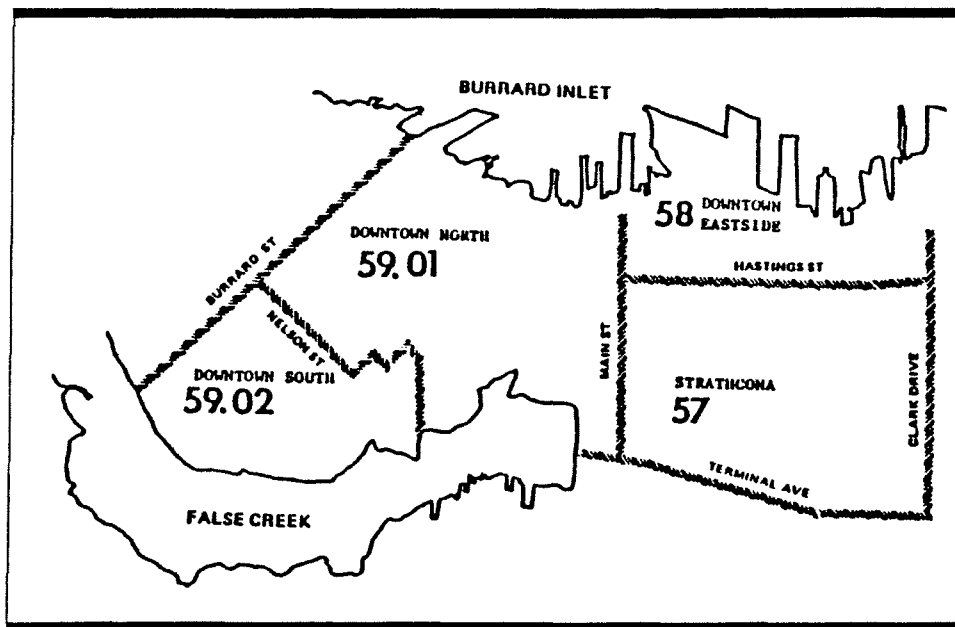 BURRARD INLET
58 DOWNTOWN
EASTSIDE
DOWNTOWN NORTH
59.01
BURRARD ST
HASTINGS ST
NELSON ST
MAIN ST
CLARK DRIVE
DOWNTOWN SOUTH
59.02
STRATHCONA
57
TERMINAL AVE
FALSE CREEK